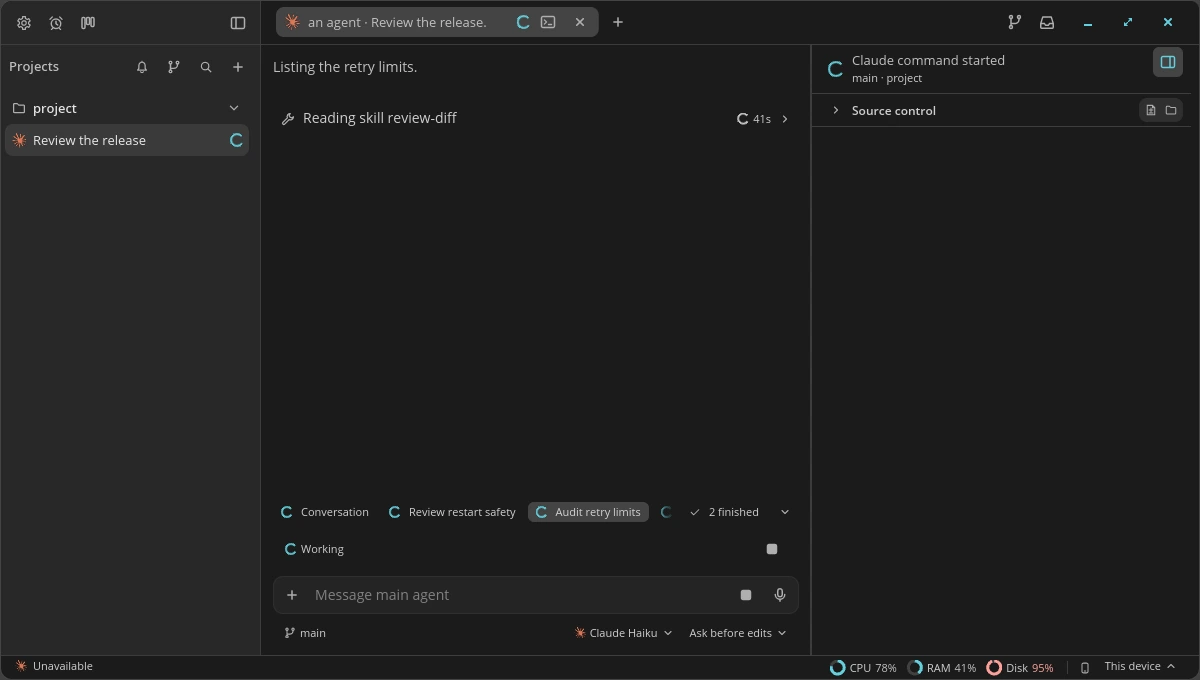 an agent · Review the release.
Projects
project
Review the release
Listing the retry limits.
Reading skill review-diff
41s
Conversation
Review restart safety
Audit retry limits
2 finished
Working
Message main agent
main
Claude Haiku
Ask before edits
Claude command started
main · project
Source control
Unavailable
CPU 78%
RAM 41%
Disk 95%
This device